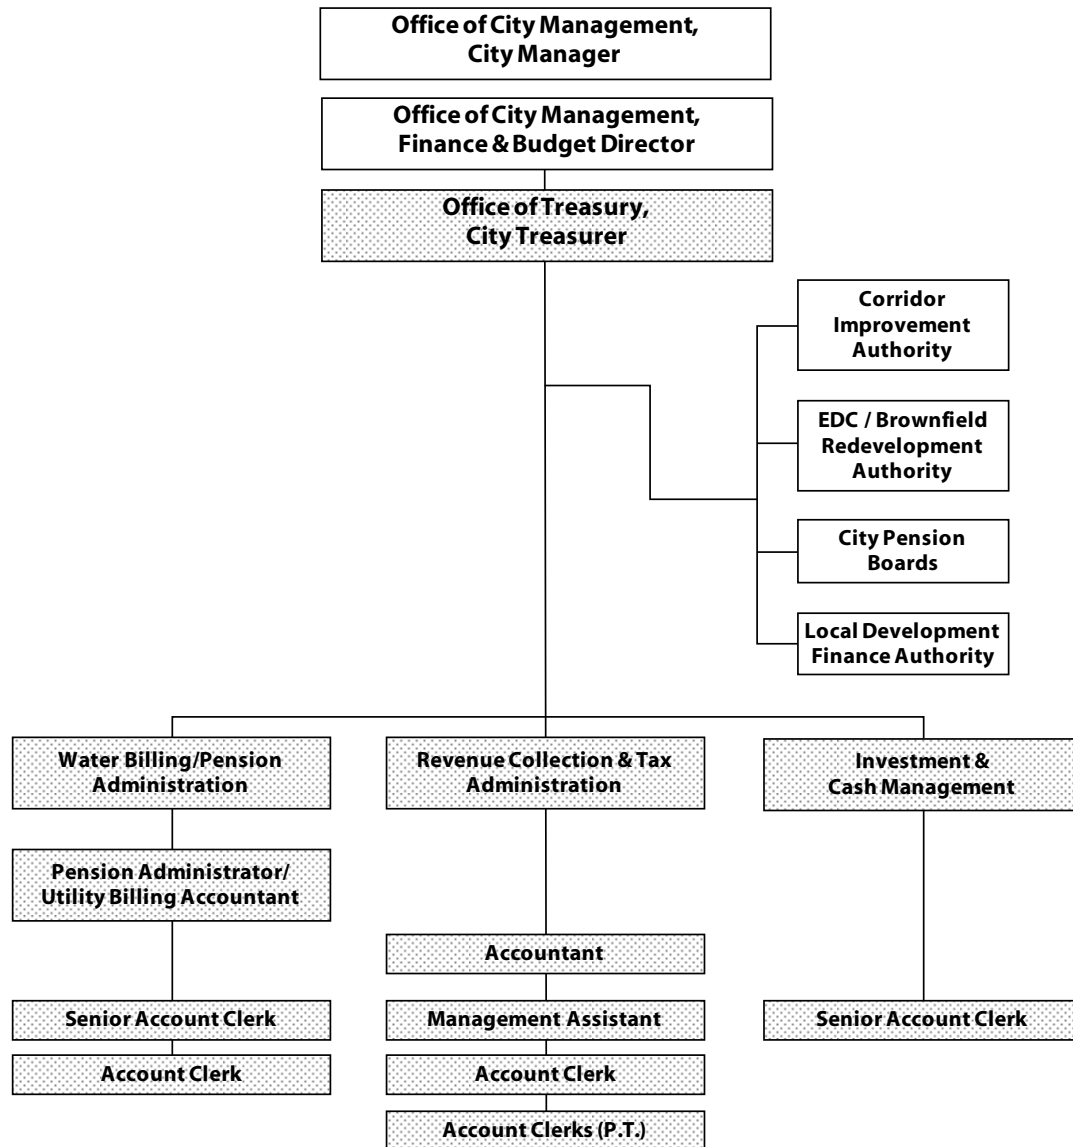 Office of City Management,
City Manager
Office of City Management,
Finance & Budget Director
Office of Treasury,
City Treasurer
Corridor
Improvement
Authority
EDC / Brownfield
Redevelopment
Authority
City Pension
Boards
Local Development
Finance Authority
Water Billing/Pension
Administration
Revenue Collection & Tax
Administration
Investment &
Cash Management
Pension Administrator/
Utility Billing Accountant
Accountant
Senior Account Clerk
Management Assistant
Senior Account Clerk
Account Clerk
Account Clerk
Account Clerks (P.T.)